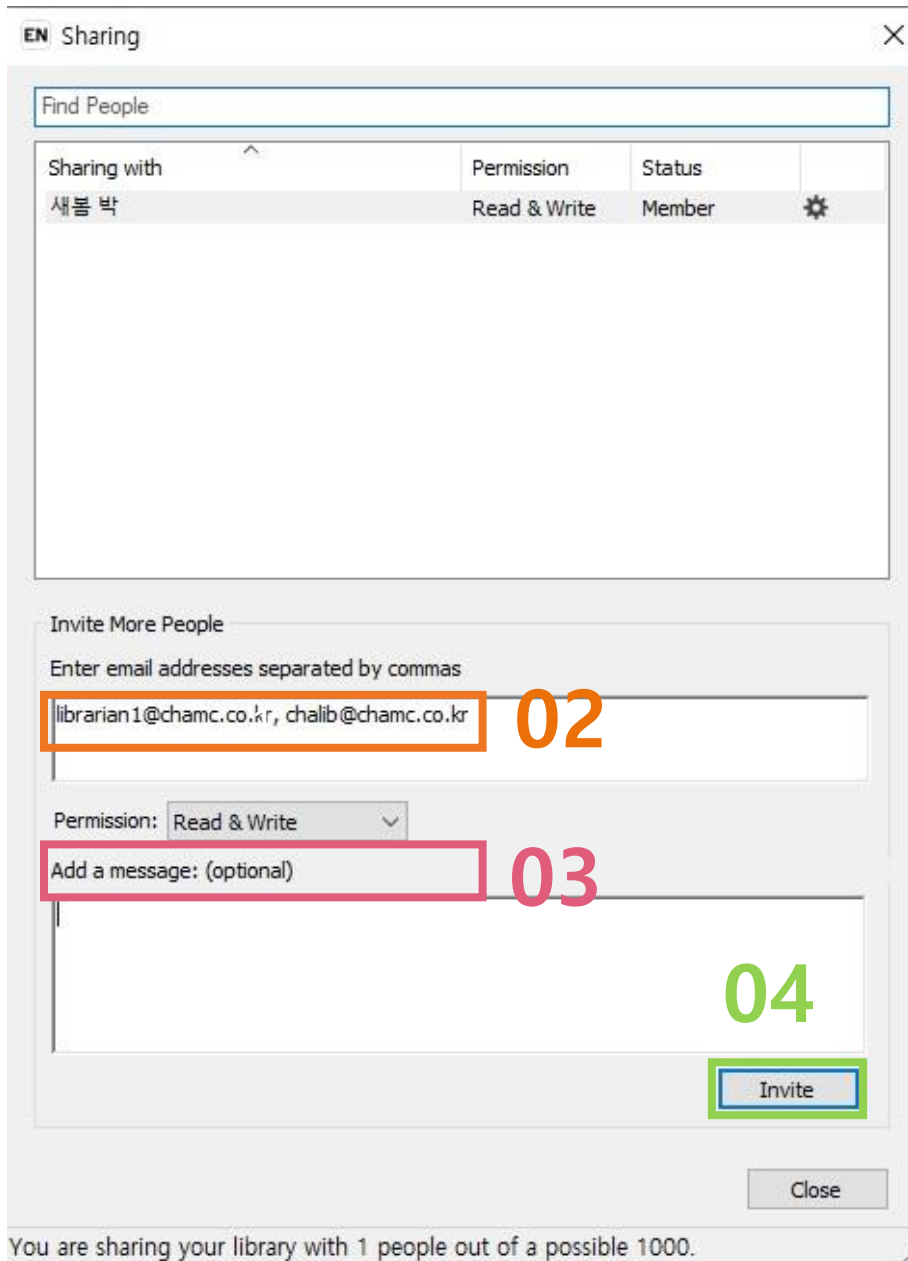 EN Sharing
Find People
Sharing with Permission Status
새봄 박 Read & Write Member
Invite More People
Enter email addresses separated by commas
librarian1@chamc.co.kr, chalib@chamc.co.kr 02
Permission: Read & Write
Add a message: (optional) 03
04
Invite
Close
You are sharing your library with 1 people out of a possible 1000.